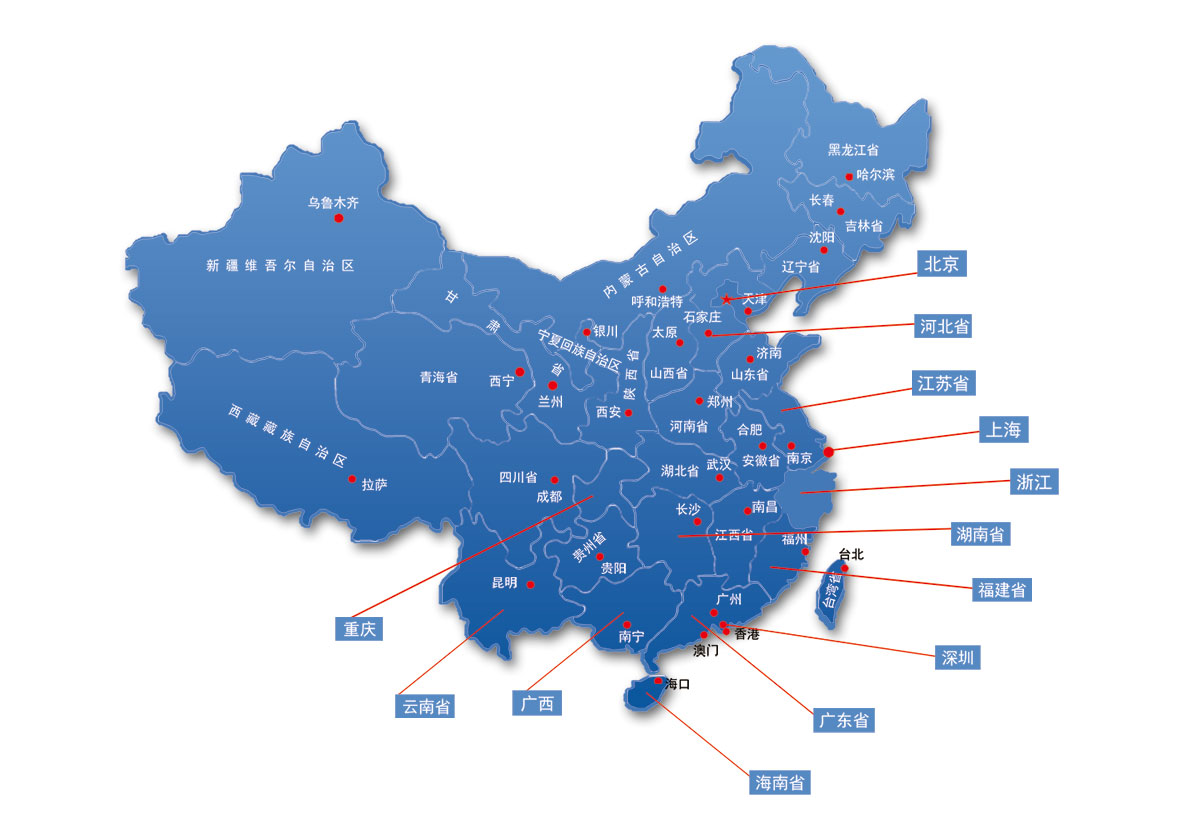 黑龙江省
哈尔滨
长春
吉林省
乌鲁木齐
沈阳
内蒙古自治区
辽宁省
北京
新疆维吾尔自治区
呼和浩特
天津
甘肃省
石家庄
河北省
银川
太原
宁夏回族自治区
济南
陕西省
山西省
山东省
青海省
西宁
江苏省
兰州
郑州
西安
河南省
合肥
上海
西藏藏族自治区
安徽省
南京
湖北省
武汉
四川省
拉萨
浙江
成都
长沙
南昌
江西省
湖南省
福州
贵州省
台北
贵阳
昆明
台湾省
福建省
广州
重庆
南宁
香港
澳门
深圳
海口
云南省
广西
广东省
海南省